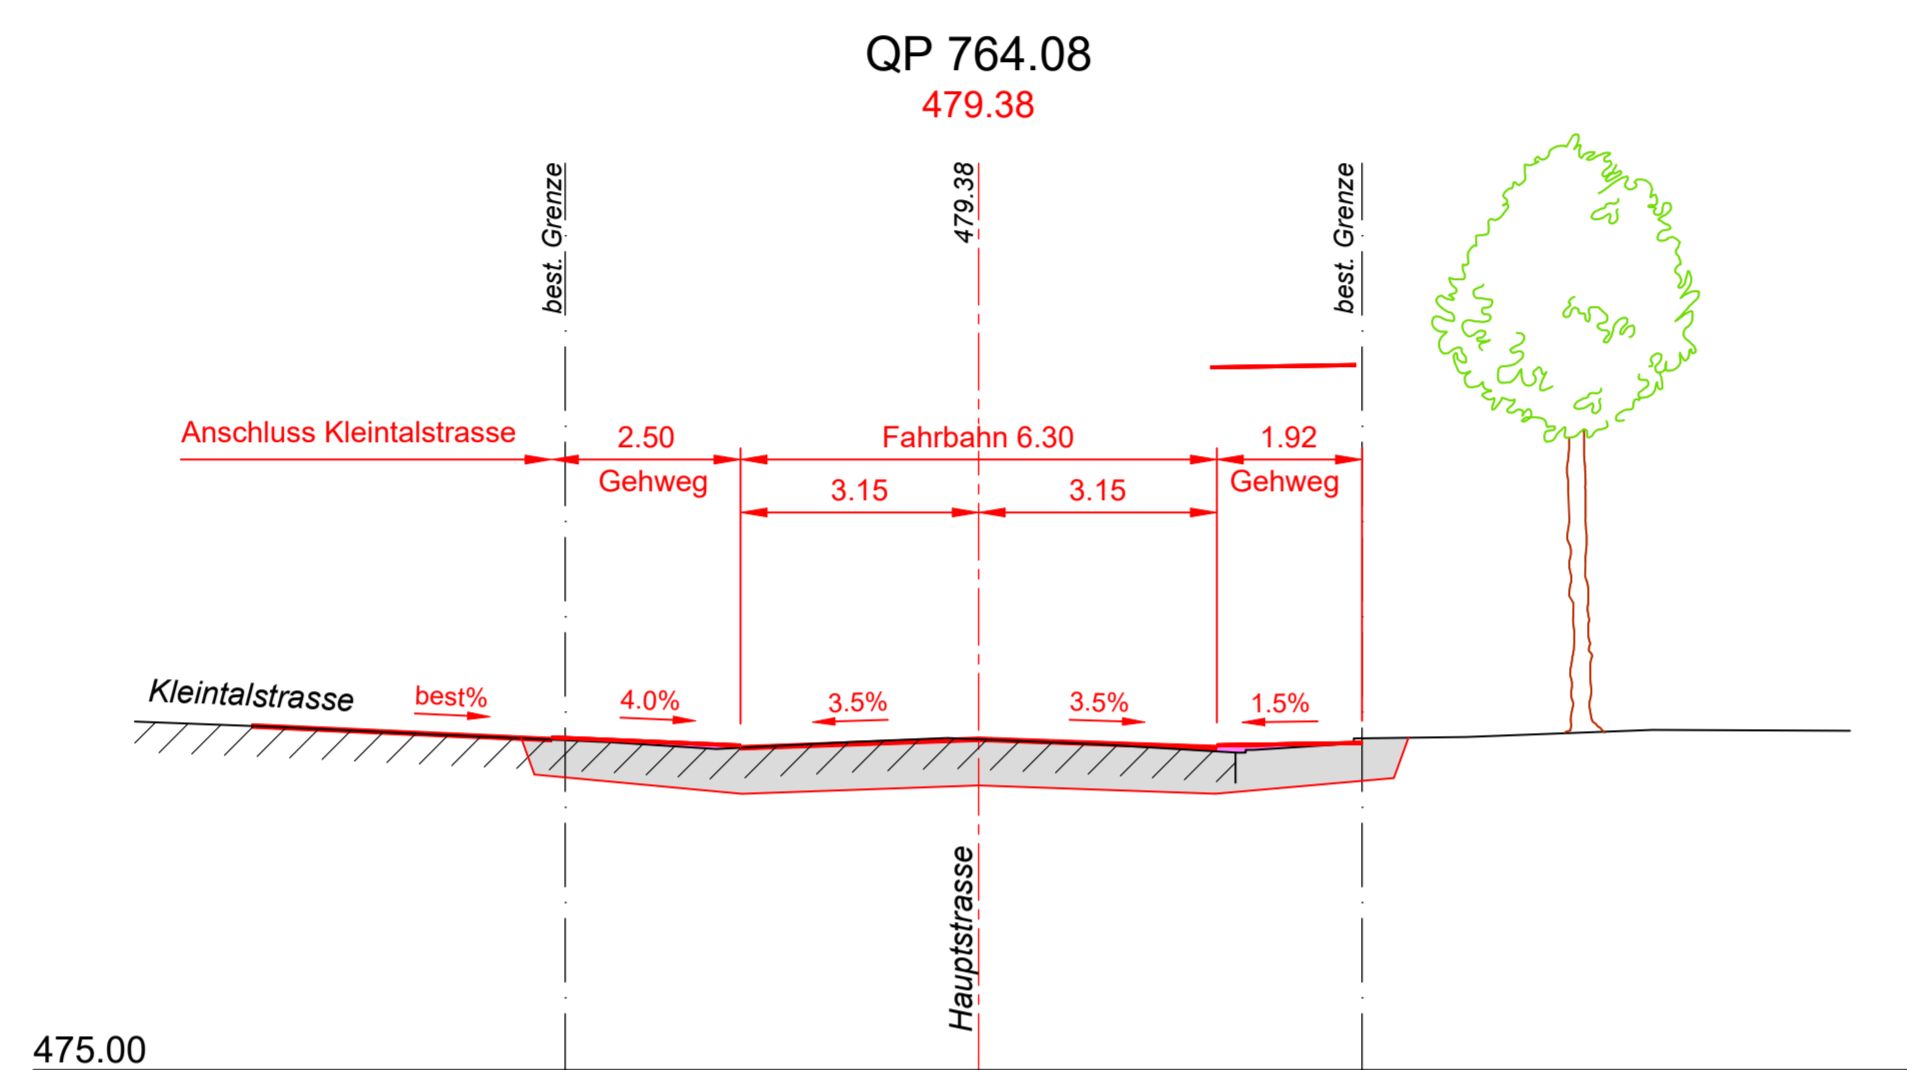 QP 764.08
479.38
best. Grenze
479.38
best. Grenze
Anschluss Kleintalstrasse
2.50
Fahrbahn 6.30
1.92
Gehweg
Gehweg
3.15
3.15
Kleintalstrasse
best%
4.0%
3.5%
3.5%
1.5%
Hauptstrasse
475.00